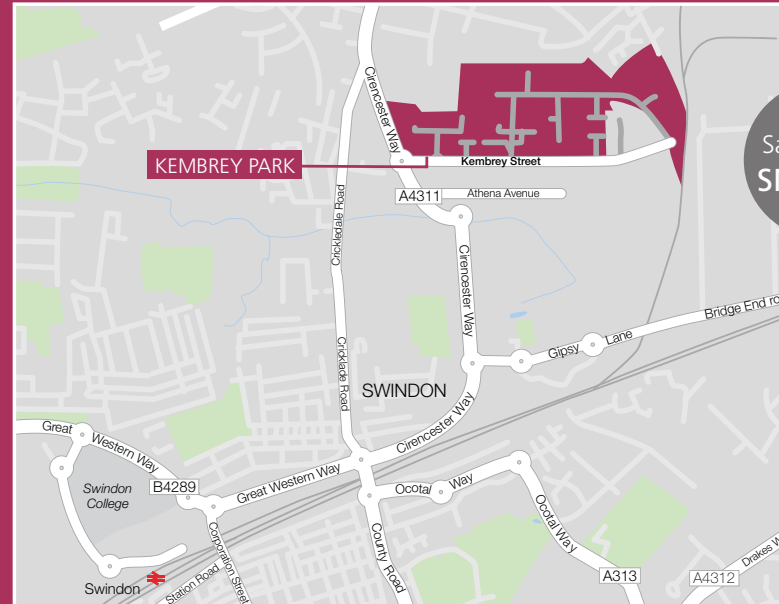 Cirencester Way
KEMBREY PARK
Kembrey Street
A4311
Athena Avenue
Crickledale Road
Cirencester Way
Bridge End
Gipsy Lane
Cricklade Road
SWINDON
Cirencester Way
Great Western Way
B4289
Great Western Way
Swindon
College
Ocotal Way
Ocotal Way
Corporation Street
County Road
Station Road
Swindon
A313
A4312
Drakes